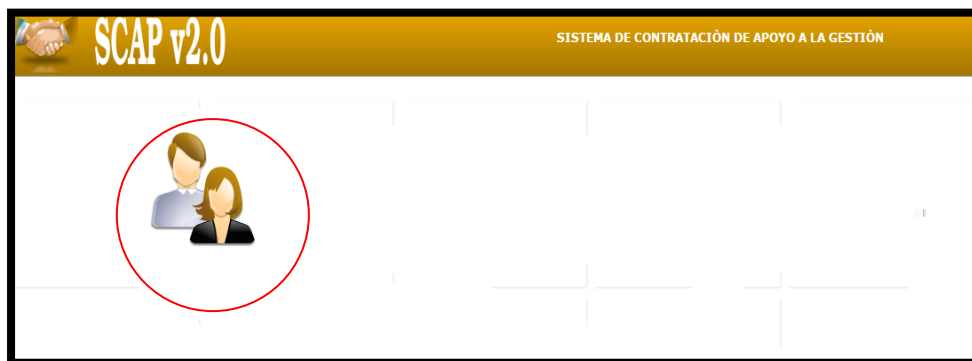 SCAP v2.0
SISTEMA DE CONTRATACIÒN DE APOYO A LA GESTIÒN